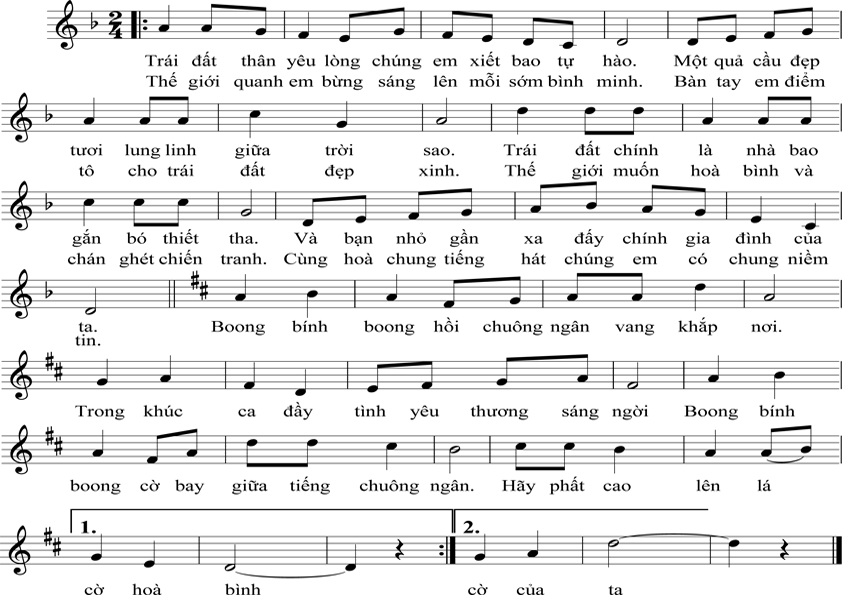 2
4
Trái đất thân yêu lòng chúng em xiết bao tự hào. Một quả cầu đẹp
Thế giới quanh em bừng sáng lên mỗi sớm bình minh. Bàn tay em điểm
tươi lung linh giữa trời sao. Trái đất chính là nhà bao
tô cho trái đất đẹp xinh. Thế giới muốn hoà bình và
gắn bó thiết tha. Và bạn nhỏ gần xa đấy chính gia đình của
chán ghét chiến tranh. Cùng hoà chung tiếng hát chúng em có chung niềm
ta. Boong bính boong hồi chuông ngân vang khắp nơi.
tin.
Trong khúc ca đầy tình yêu thương sáng ngời Boong bính
boong cờ bay giữa tiếng chuông ngân. Hãy phất cao lên lá
1. 2.
cờ hoà bình cờ của ta